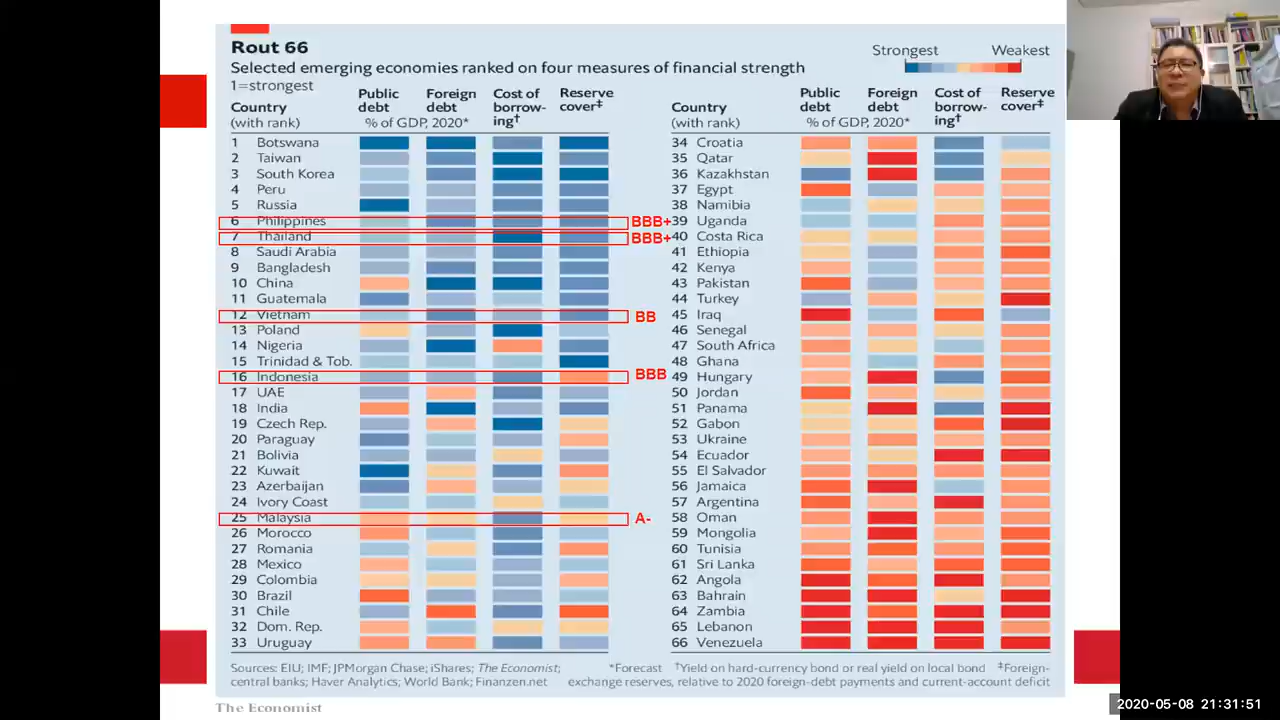 Rout 66
Selected emerging economies ranked on four measures of financial strength
1=strongest
Strongest Weakest
Country
(with rank)
Public
debt
Foreign
debt
% of GDP, 2020*
Cost of
borrow-
ing†
Reserve
cover‡
1 Botswana
2 Taiwan
3 South Korea
4 Peru
5 Russia
6 Philippines BBB+
7 Thailand BBB+
8 Saudi Arabia
9 Bangladesh
10 China
11 Guatemala
12 Vietnam BB
13 Poland
14 Nigeria
15 Trinidad & Tob.
16 Indonesia BBB
17 UAE
18 India
19 Czech Rep.
20 Paraguay
21 Bolivia
22 Kuwait
23 Azerbaijan
24 Ivory Coast
25 Malaysia A-
26 Morocco
27 Romania
28 Mexico
29 Colombia
30 Brazil
31 Chile
32 Dom. Rep.
33 Uruguay
Country
(with rank)
Public
debt
Foreign
debt
% of GDP, 2020*
Cost of
borrow-
ing†
Reserve
cover‡
34 Croatia
35 Qatar
36 Kazakhstan
37 Egypt
38 Namibia
39 Uganda
40 Costa Rica
41 Ethiopia
42 Kenya
43 Pakistan
44 Turkey
45 Iraq
46 Senegal
47 South Africa
48 Ghana
49 Hungary
50 Jordan
51 Panama
52 Gabon
53 Ukraine
54 Ecuador
55 El Salvador
56 Jamaica
57 Argentina
58 Oman
59 Mongolia
60 Tunisia
61 Sri Lanka
62 Angola
63 Bahrain
64 Zambia
65 Lebanon
66 Venezuela
Sources: EIU; IMF; JPMorgan Chase; iShares; The Economist;
central banks; Haver Analytics; World Bank; Finanzen.net
*Forecast †Yield on hard-currency bond or real yield on local bond ‡Foreign-
exchange reserves, relative to 2020 foreign-debt payments and current-account deficit
The Economist
2020-05-08 21:31:51